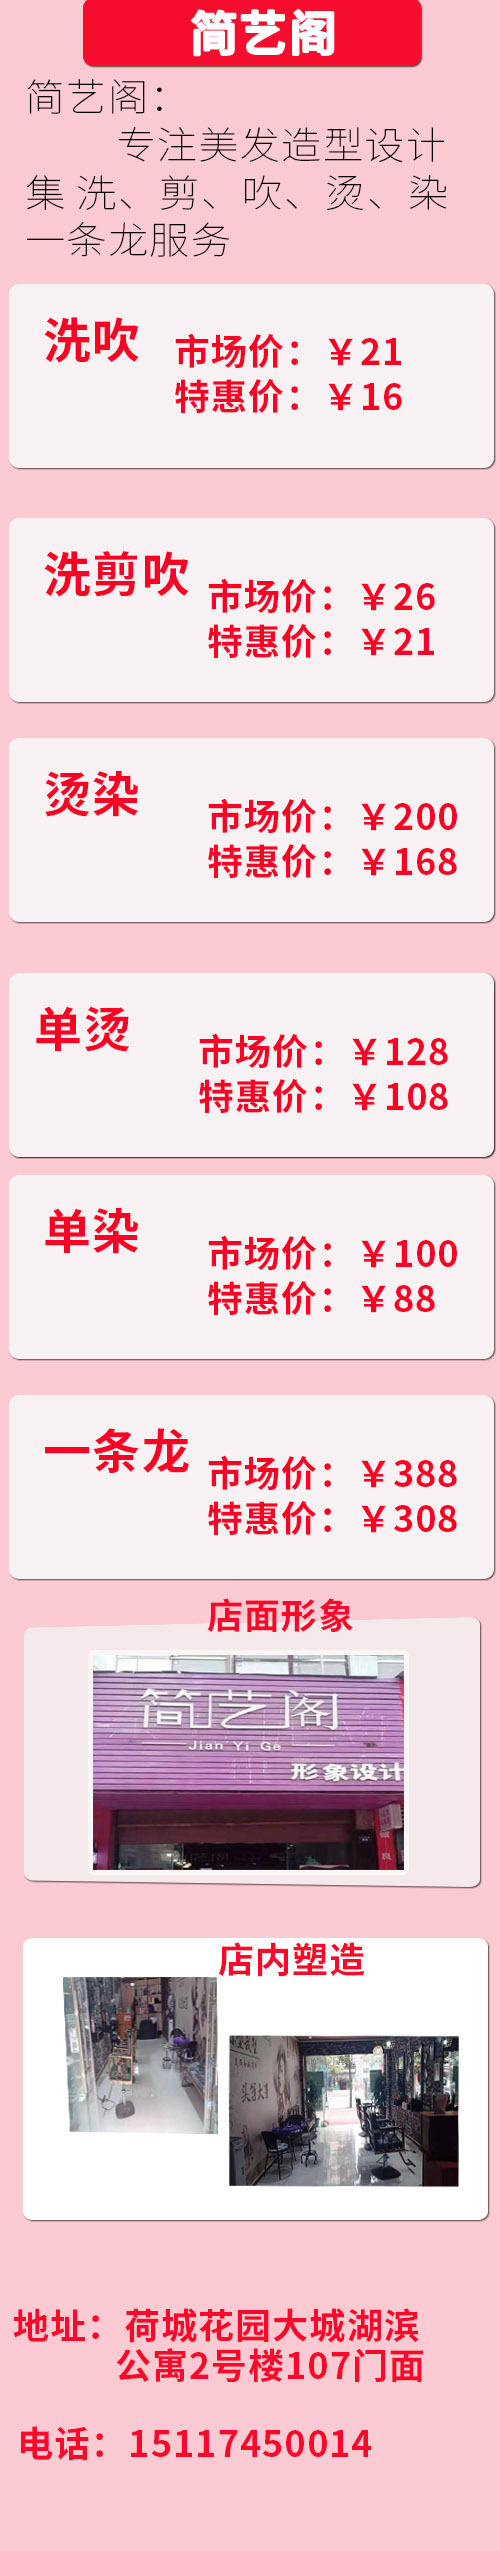 简艺阁
简艺阁：
专注美发造型设计
集 洗、剪、吹、烫、染
一条龙服务
洗吹
市场价：￥21
特惠价：￥16
洗剪吹
市场价：￥26
特惠价：￥21
烫染
市场价：￥200
特惠价：￥168
单烫
市场价：￥128
特惠价：￥108
单染
市场价：￥100
特惠价：￥88
一条龙
市场价：￥388
特惠价：￥308
店面形象
简艺阁
Jian Yi Ge
形象设计
店内塑造
地址：荷城花园大城湖滨
公寓2号楼107门面
电话：15117450014